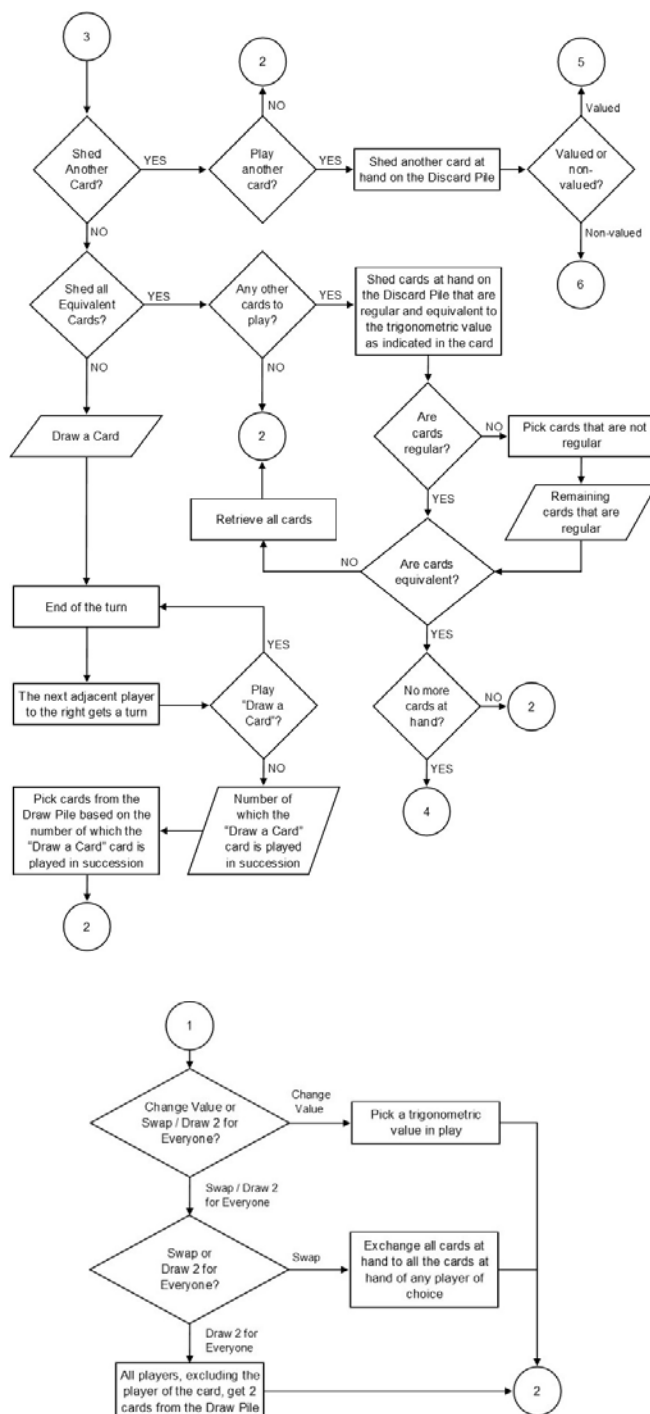 3
2
5
NO
Valued
Shed
Another
Card?
YES
Play
another
card?
YES
Shed another card at
hand on the Discard Pile
Valued or
non-
valued?
NO
Non-valued
6
Shed all
Equivalent
Cards?
YES
Any other
cards to
play?
YES
Shed cards at hand on
the Discard Pile that are
regular and equivalent to
the trigonometric value
as indicated in the card
NO
NO
Draw a Card
2
Are
cards
regular?
NO
Pick cards that are not
regular
YES
Remaining
cards that are
regular
Retrieve all cards
NO
Are cards
equivalent?
End of the turn
YES
YES
The next adjacent player
to the right gets a turn
Play
"Draw a
Card"?
No more
cards at
hand?
NO
2
NO
YES
Pick cards from the
Draw Pile based on the
number of which the
"Draw a Card" card is
played in succession
Number of
which the
"Draw a Card"
card is played
in succession
4
2
1
Change Value or
Swap / Draw 2 for
Everyone?
Change
Value
Pick a trigonometric
value in play
Swap / Draw 2
for Everyone
Swap or
Draw 2 for
Everyone?
Swap
Exchange all cards at
hand to all the cards at
hand of any player of
choice
Draw 2 for
Everyone
All players, excluding the
player of the card, get 2
cards from the Draw Pile
2